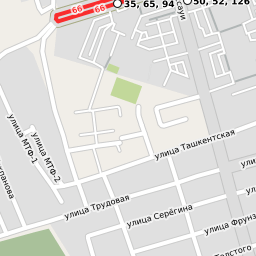 35, 65, 94
50, 52, 126
66
66
улица МТФ-1
улица МТФ-2
улица Ташкентская
улица Трудовая
улица Серёгина
улица Фрунз
Толстого